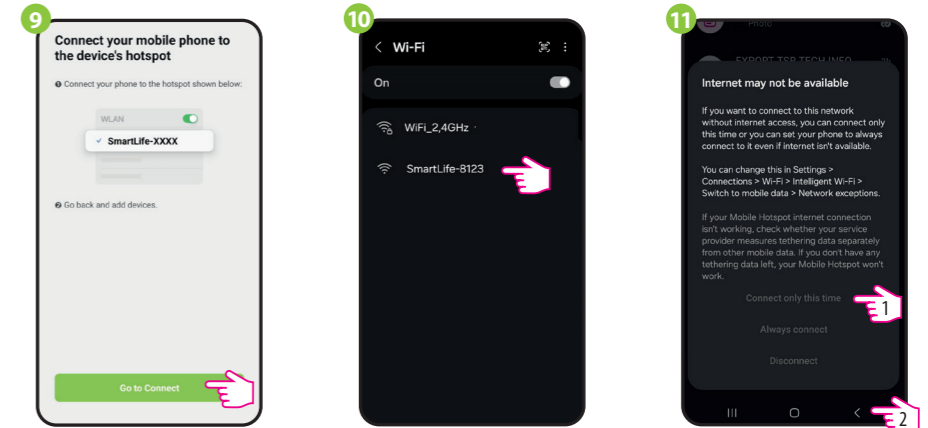 9
Connect your mobile phone to
the device's hotspot
❶ Connect your phone to the hotspot shown below:
WLAN
✓ SmartLife-XXXX
❷ Go back and add devices.
Go to Connect
10
< Wi-Fi
On
WiFi_2,4GHz
SmartLife-8123
11
Photo
EXPORT-TSB TECH INFO
Internet may not be available
If you want to connect to this network
without internet access, you can connect only
this time or you can set your phone to always
connect to it even if internet isn't available.
You can change this in Settings >
Connections > Wi-Fi > Intelligent Wi-Fi >
Switch to mobile data > Network exceptions.
If your Mobile Hotspot internet connection
isn't working, check whether your service
provider measures tethering data separately
from other mobile data. If you don't have any
tethering data left, your Mobile Hotspot won't
work.
Connect only this time
1
Always connect
Disconnect
2